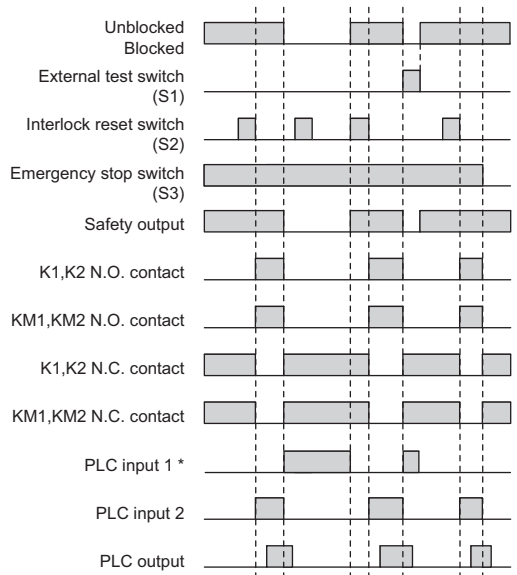 Unblocked
Blocked
External test switch
(S1)
Interlock reset switch
(S2)
Emergency stop switch
(S3)
Safety output
K1,K2 N.O. contact
KM1,KM2 N.O. contact
K1,K2 N.C. contact
KM1,KM2 N.C. contact
PLC input 1 *
PLC input 2
PLC output